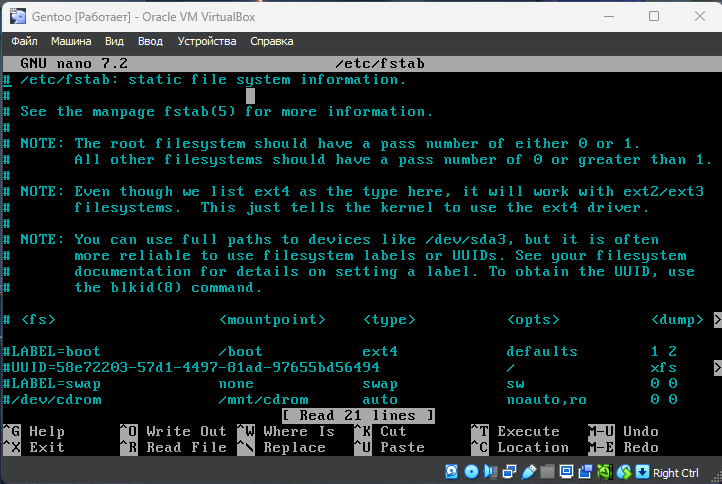 Gentoo [Работает] - Oracle VM VirtualBox
Файл Машина Вид Ввод Устройства Справка
GNU nano 7.2 /etc/fstab
# /etc/fstab: static file system information.
#
# See the manpage fstab(5) for more information.
#
# NOTE: The root filesystem should have a pass number of either 0 or 1.
# All other filesystems should have a pass number of 0 or greater than 1.
#
# NOTE: Even though we list ext4 as the type here, it will work with ext2/ext3
# filesystems. This just tells the kernel to use the ext4 driver.
#
# NOTE: You can use full paths to devices like /dev/sda3, but it is often
# more reliable to use filesystem labels or UUIDs. See your filesystem
# documentation for details on setting a label. To obtain the UUID, use
# the blkid(8) command.
# <fs> <mountpoint> <type> <opts> <dump> >
#LABEL=boot /boot ext4 defaults 1 2
#UUID=58e72203-57d1-4497-81ad-97655bd56494 / xfs >
#LABEL=swap none swap sw 0 0
#/dev/cdrom /mnt/cdrom auto noauto,ro 0 0
[ Read 21 lines ]
^G Help ^O Write Out ^W Where Is ^K Cut ^T Execute M-U Undo
^X Exit ^R Read File ^\ Replace ^U Paste ^C Location M-E Redo
Right Ctrl